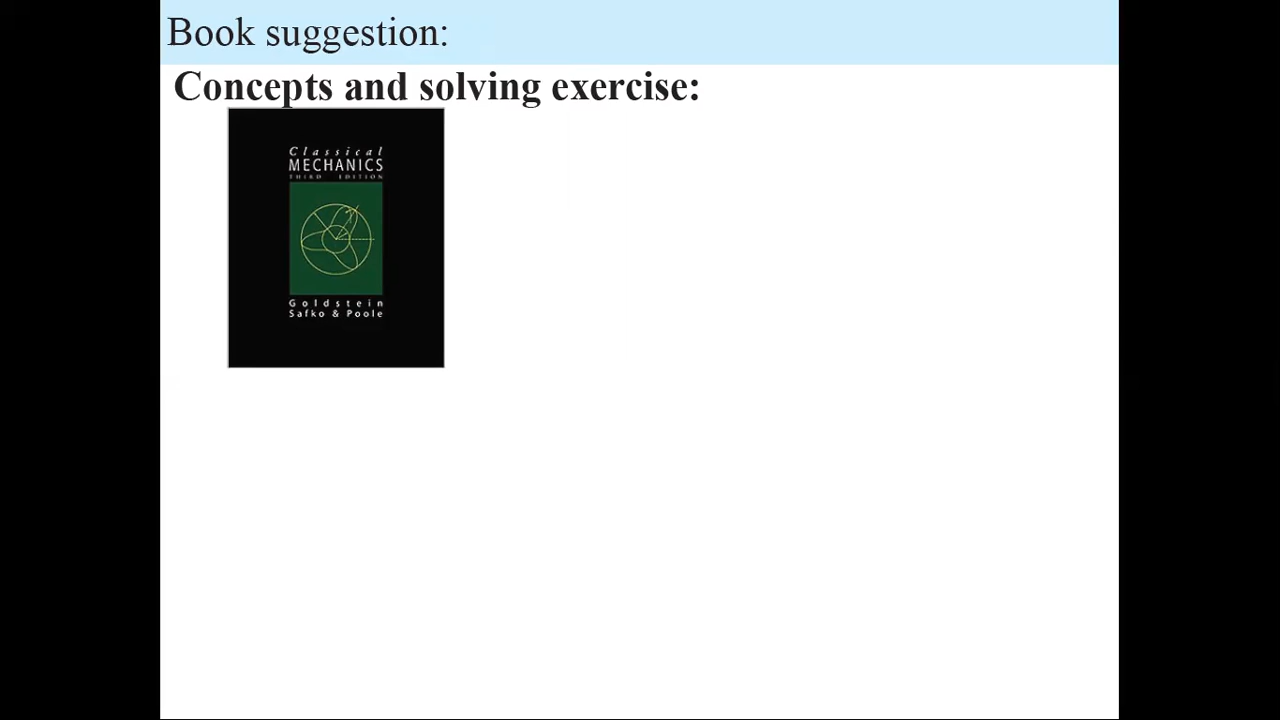 Book suggestion:
Concepts and solving exercise:
Classical
MECHANICS
THIRD EDITION
Goldstein
Safko & Poole